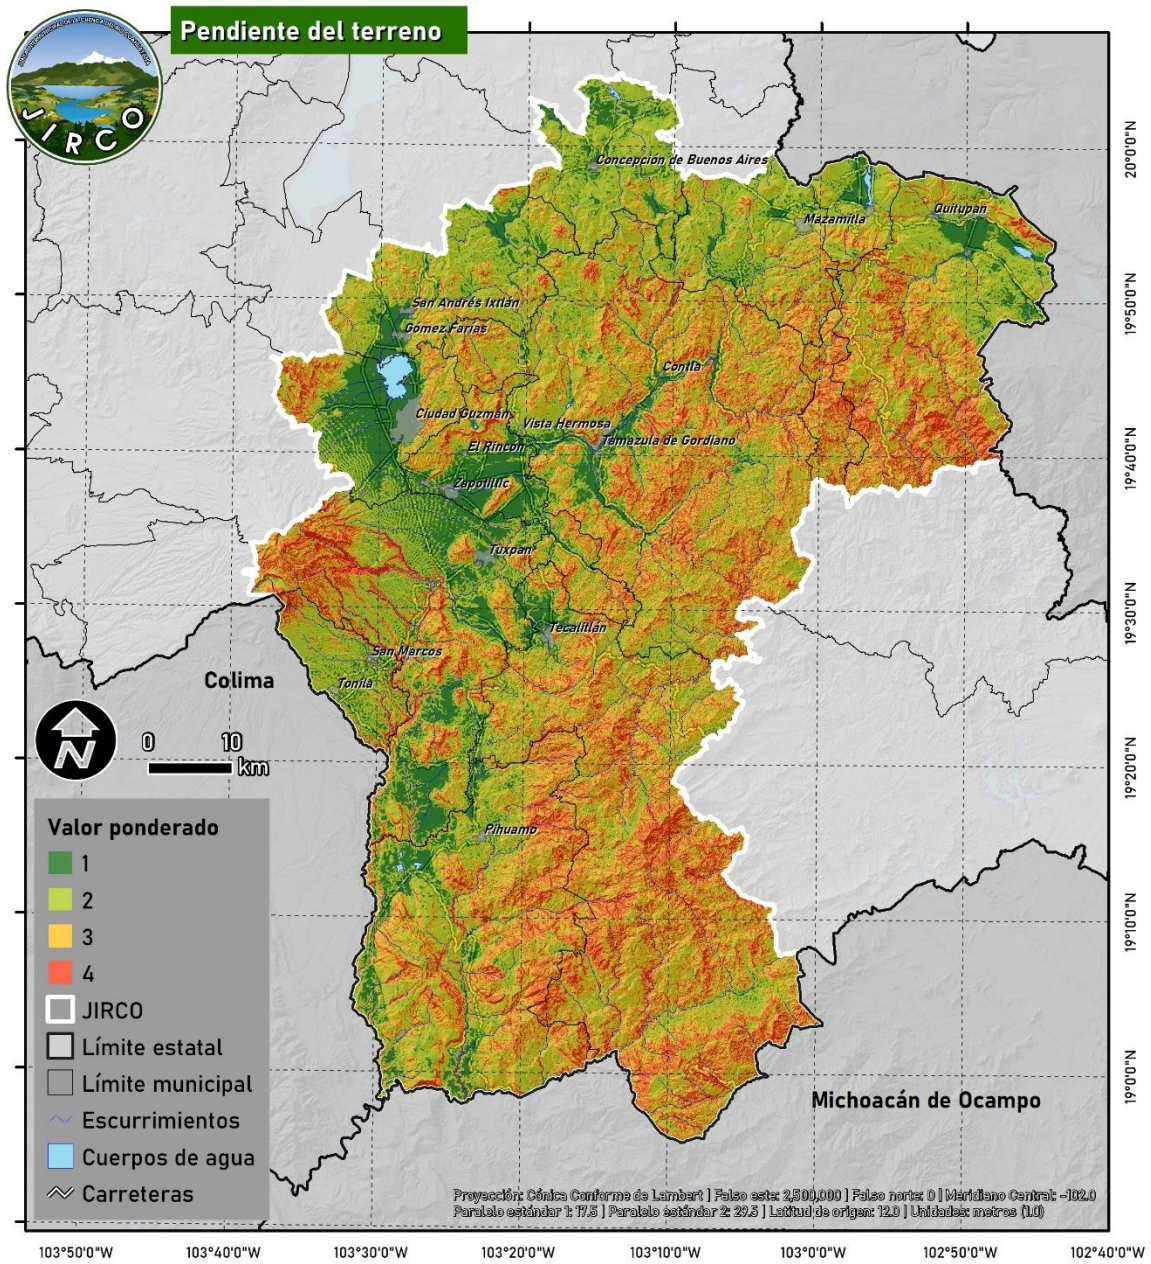 Pendiente del terreno
JIRCO
Concepción de Buenos Aires
Mazamitla
Quitupan
San Andrés Ixtlán
Gómez Farías
Contla
Ciudad Guzmán
Vista Hermosa
Tamazula de Gordiano
El Rincón
Zapotiltic
Tuxpan
Tecalitlán
San Marcos
Tonila
Colima
Pihuamo
Michoacán de Ocampo
N
0 10
km
Valor ponderado
1
2
3
4
JIRCO
Límite estatal
Límite municipal
Escurrimientos
Cuerpos de agua
Carreteras
Proyección: Cónica Conforme de Lambert | Falso este: 2,500,000 | Falso norte: 0 | Meridiano Central: -102.0
Paralelo estándar 1: 17.5 | Paralelo estándar 2: 29.5 | Latitud de origen: 12.0 | Unidades: metros (1.0)
20°0'0"N
19°50'0"N
19°40'0"N
19°30'0"N
19°20'0"N
19°10'0"N
19°0'0"N
103°50'0"W 103°40'0"W 103°30'0"W 103°20'0"W 103°10'0"W 103°0'0"W 102°50'0"W 102°40'0"W